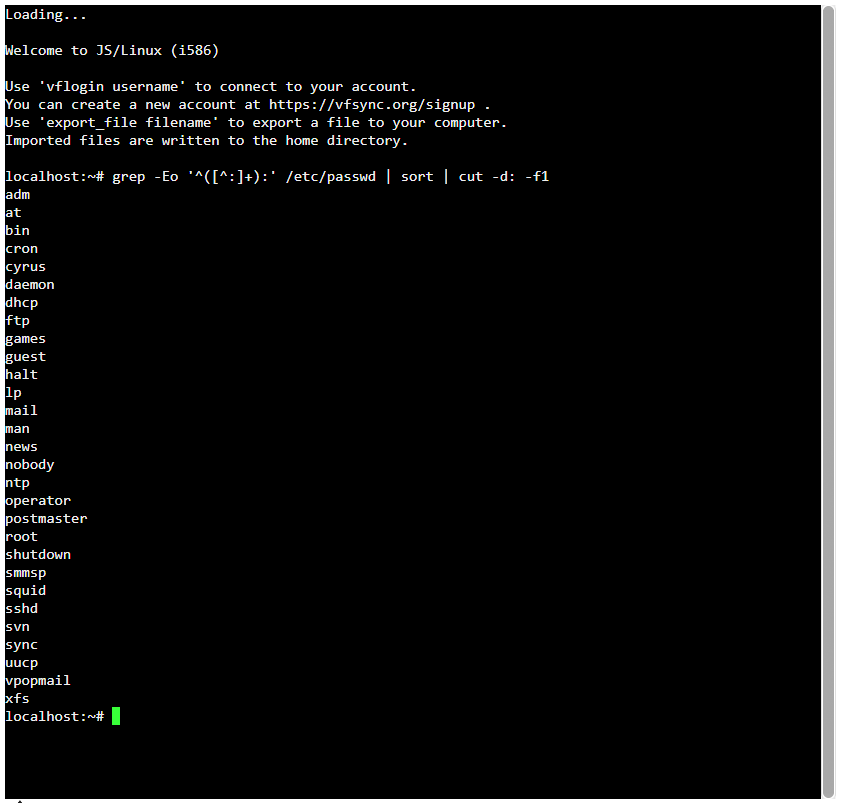 Loading...
Welcome to JS/Linux (i586)
Use 'vflogin username' to connect to your account.
You can create a new account at https://vfsync.org/signup .
Use 'export_file filename' to export a file to your computer.
Imported files are written to the home directory.
localhost:~# grep -Eo '^([^:]+):' /etc/passwd | sort | cut -d: -f1
adm
at
bin
cron
cyrus
daemon
dhcp
ftp
games
guest
halt
lp
mail
man
news
nobody
ntp
operator
postmaster
root
shutdown
smmsp
squid
sshd
svn
sync
uucp
vpopmail
xfs
localhost:~#